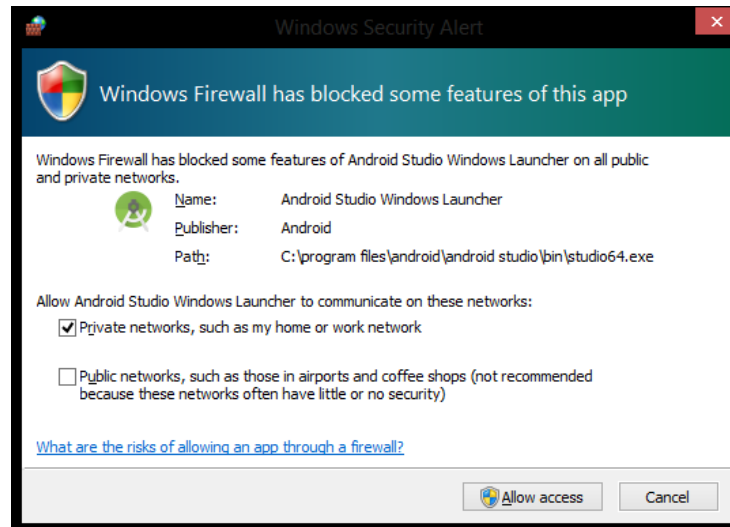 Windows Security Alert
Windows Firewall has blocked some features of this app
Windows Firewall has blocked some features of Android Studio Windows Launcher on all public
and private networks.
Name: Android Studio Windows Launcher
Publisher: Android
Path: C:\program files\android\android studio\bin\studio64.exe
Allow Android Studio Windows Launcher to communicate on these networks:
Private networks, such as my home or work network
Public networks, such as those in airports and coffee shops (not recommended
because these networks often have little or no security)
What are the risks of allowing an app through a firewall?
Allow access Cancel